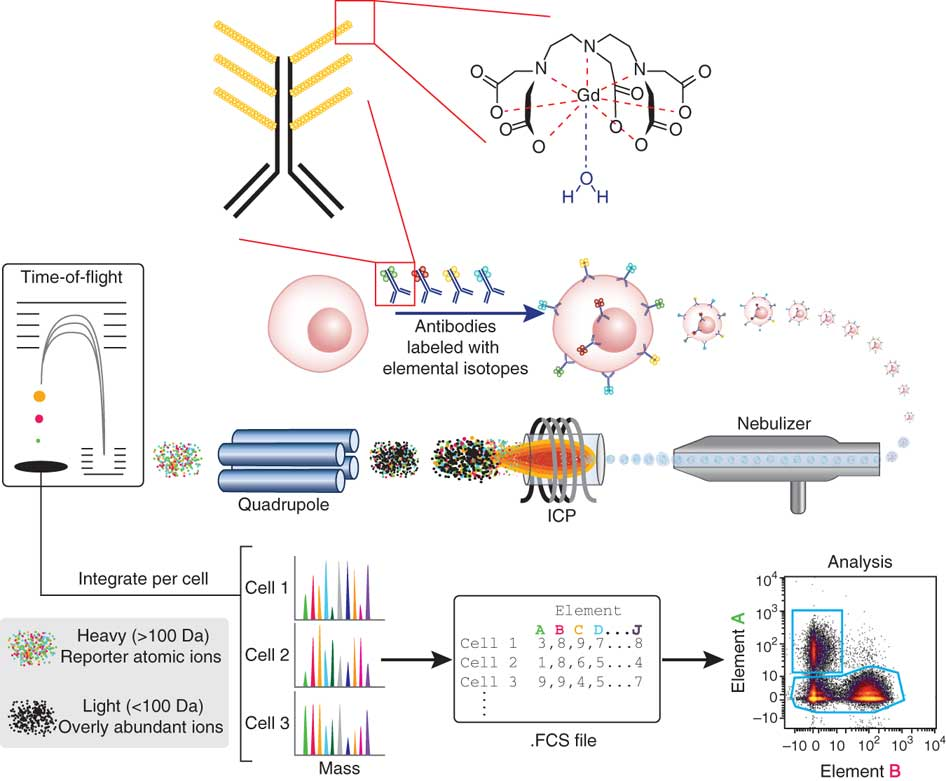 N
N
N
O
O
O
O
O
O
O
O
O
O
Gd
O
H
H
Time-of-flight
Antibodies
labeled with
elemental isotopes
Nebulizer
Quadrupole
ICP
Integrate per cell
Heavy (>100 Da)
Reporter atomic ions
Light (<100 Da)
Overly abundant ions
Cell 1
Cell 2
Cell 3
Mass
Element
A B C D...J
Cell 1 3,8,9,7...8
Cell 2 1,8,6,5...4
Cell 3 9,9,4,5...7
.FCS file
Analysis
Element A
10⁴
10³
10²
10
0
−10
−10 0 10 10² 10³ 10⁴
Element B